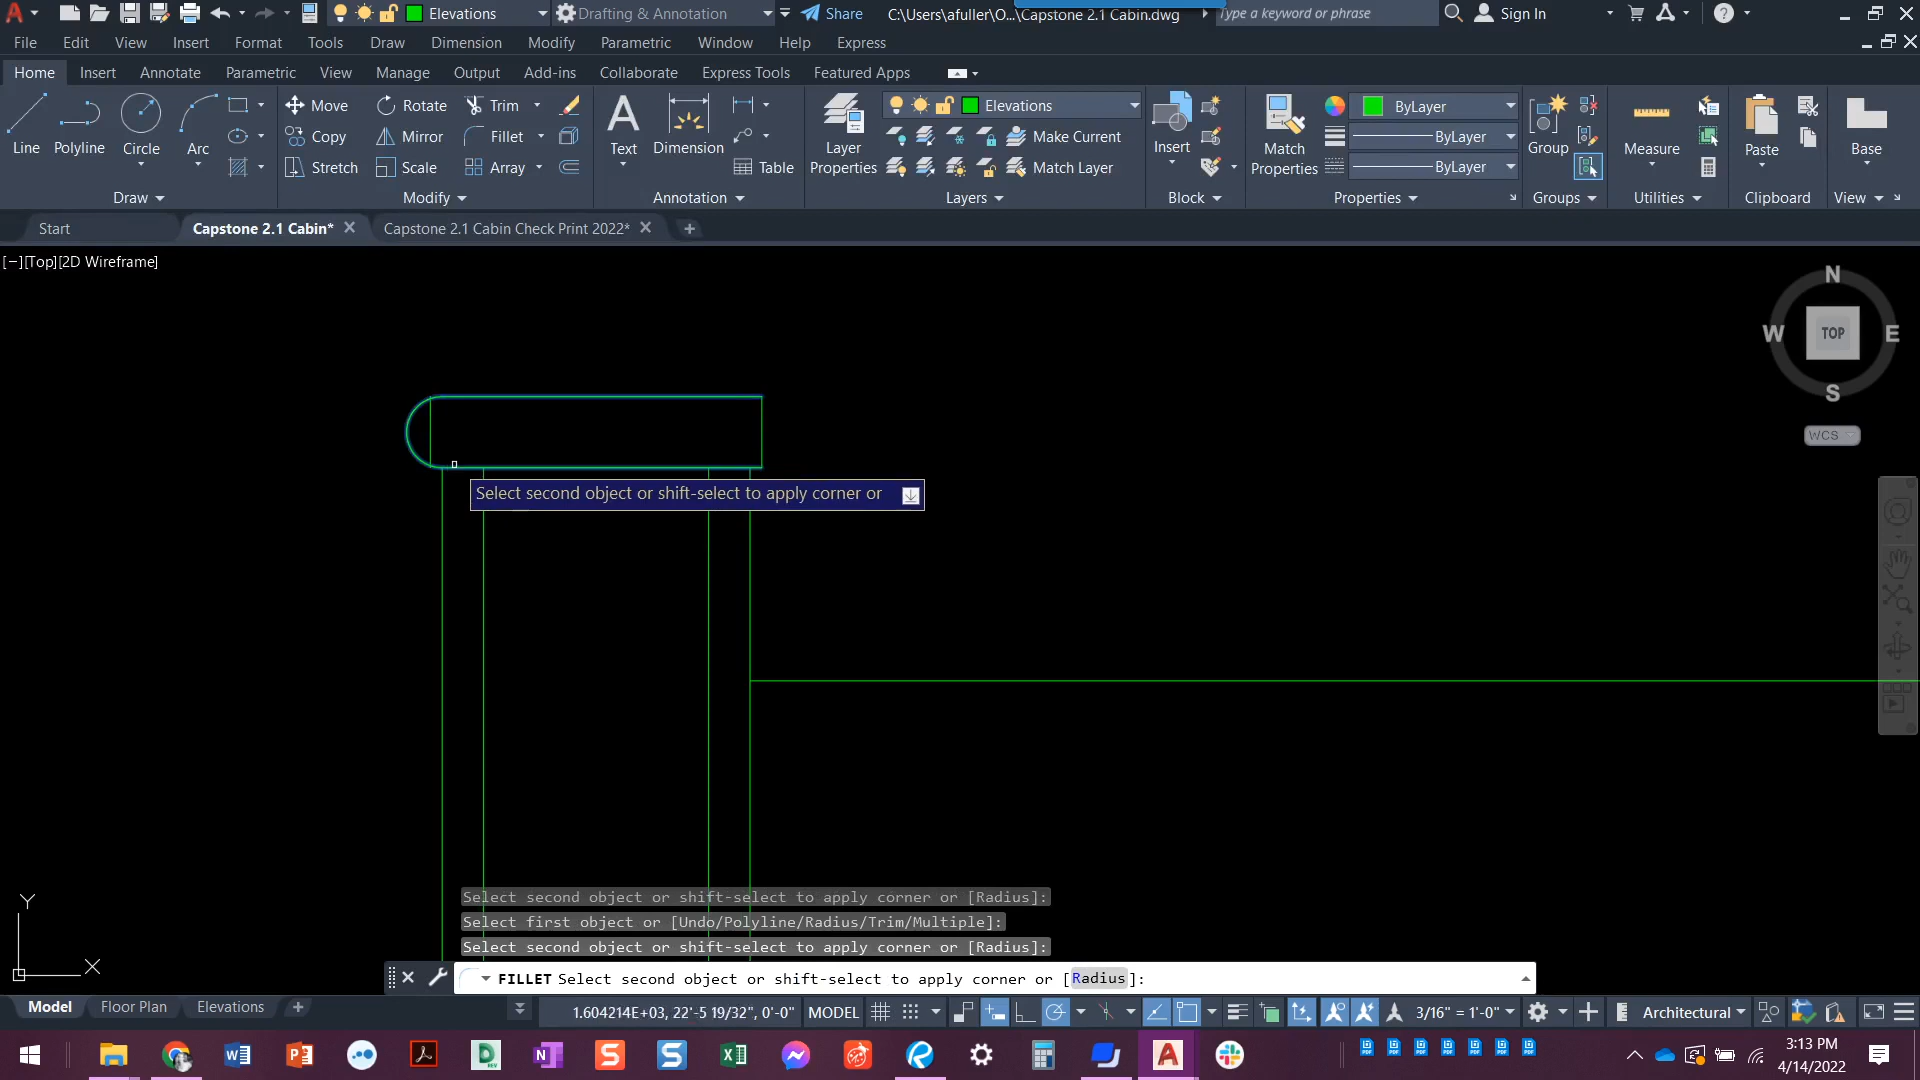 Elevations
Drafting & Annotation
Share
C:\Users\afuller\O...\Capstone 2.1 Cabin.dwg
Type a keyword or phrase
Sign In
File Edit View Insert Format Tools Draw Dimension Modify Parametric Window Help Express
Home Insert Annotate Parametric View Manage Output Add-ins Collaborate Express Tools Featured Apps
Move Rotate Trim
Elevations
ByLayer
Copy Mirror Fillet
Make Current
ByLayer
Line Polyline Circle Arc
Text Dimension
Layer
Properties
Insert
Match
Properties
Group Measure Paste Base
Stretch Scale Array
Table
Match Layer
ByLayer
Draw Modify Annotation Layers Block Properties Groups Utilities Clipboard View
Start Capstone 2.1 Cabin* Capstone 2.1 Cabin Check Print 2022*
[−][Top][2D Wireframe]
N
W TOP E
S
WCS
Select second object or shift-select to apply corner or
Select second object or shift-select to apply corner or [Radius]:
Select first object or [Undo/Polyline/Radius/Trim/Multiple]:
Select second object or shift-select to apply corner or [Radius]:
Y
X
FILLET Select second object or shift-select to apply corner or [Radius]:
Model Floor Plan Elevations
1.604214E+03, 22'-5 19/32", 0'-0" MODEL
3/16" = 1'-0"
Architectural
3:13 PM
4/14/2022